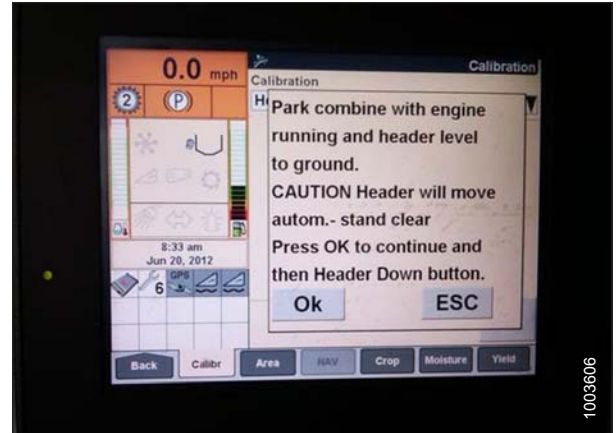 0.0 mph
Calibration
Calibration
2
P
He
Park combine with engine
running and header level
to ground.
CAUTION Header will move
autom.- stand clear
Press OK to continue and
then Header Down button.
Ok
ESC
8:33 am
Jun 20, 2012
6
GPS
Back
Calibr
Area
NAV
Crop
Moisture
Yield
1003606